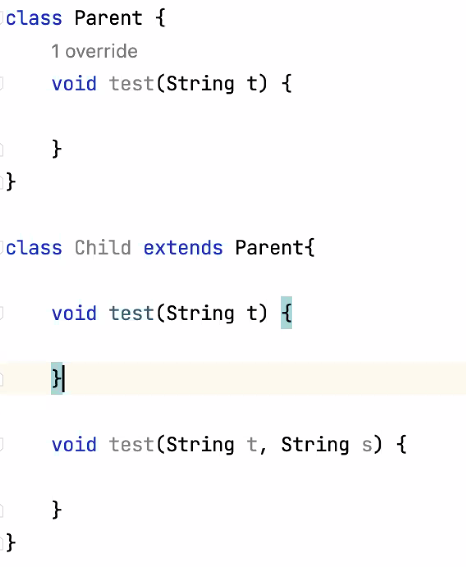 class Parent {
1 override
void test(String t) {
}
}
class Child extends Parent{
void test(String t) {
}
void test(String t, String s) {
}
}